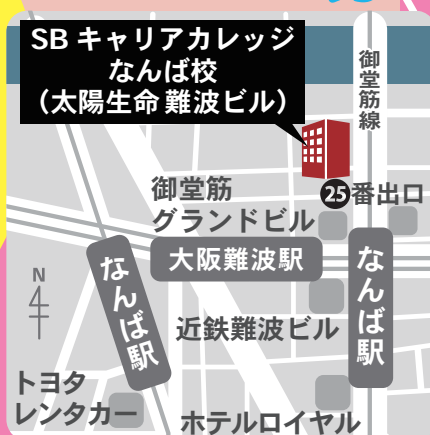 SB キャリアカレッジ
なんば校
（太陽生命 難波ビル）
御堂筋線
25番出口
御堂筋
グランドビル
大阪難波駅
なんば駅
なんば駅
N
近鉄難波ビル
トヨタ
レンタカー
ホテルロイヤル